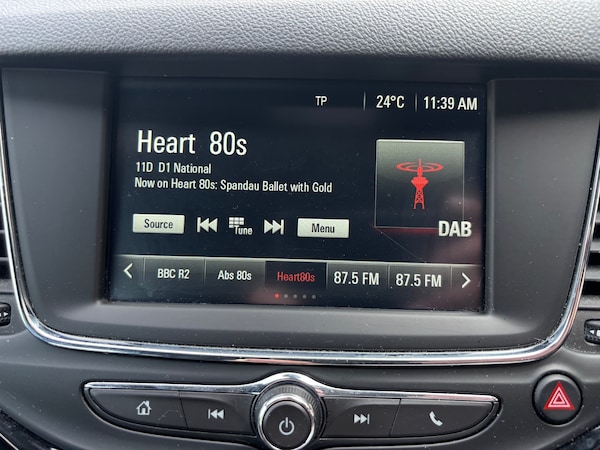 TP 24°C 11:39 AM
Heart 80s
11D D1 National
Now on Heart 80s: Spandau Ballet with Gold
Source Tune Menu
DAB
BBC R2 Abs 80s Heart80s 87.5 FM 87.5 FM